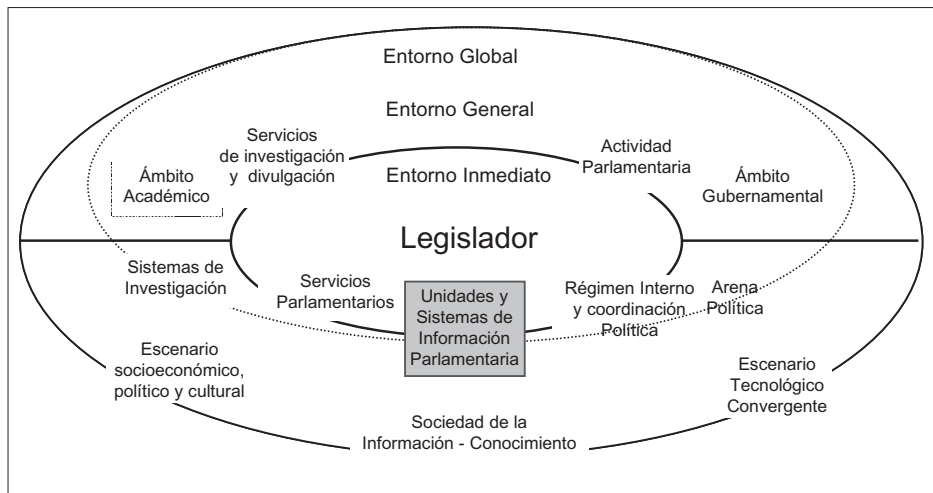 Entorno Global
Entorno General
Servicios
de investigación
y divulgación
Actividad
Parlamentaria
Entorno Inmediato
Ámbito
Académico
Ámbito
Gubernamental
Legislador
Sistemas de
Investigación
Servicios
Parlamentarios
Unidades y
Sistemas de
Información
Parlamentaria
Régimen Interno
y coordinación
Política
Arena
Política
Escenario
socioeconómico,
político y cultural
Escenario
Tecnológico
Convergente
Sociedad de la
Información - Conocimiento